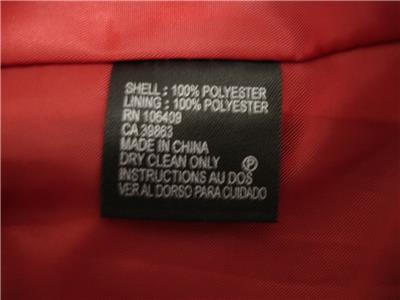 SHELL: 100% POLYESTER
LINING: 100% POLYESTER
RN 106409
CA 39863
MADE IN CHINA
DRY CLEAN ONLY Ⓟ
INSTRUCTIONS AU DOS
VER AL DORSO PARA CUIDADO